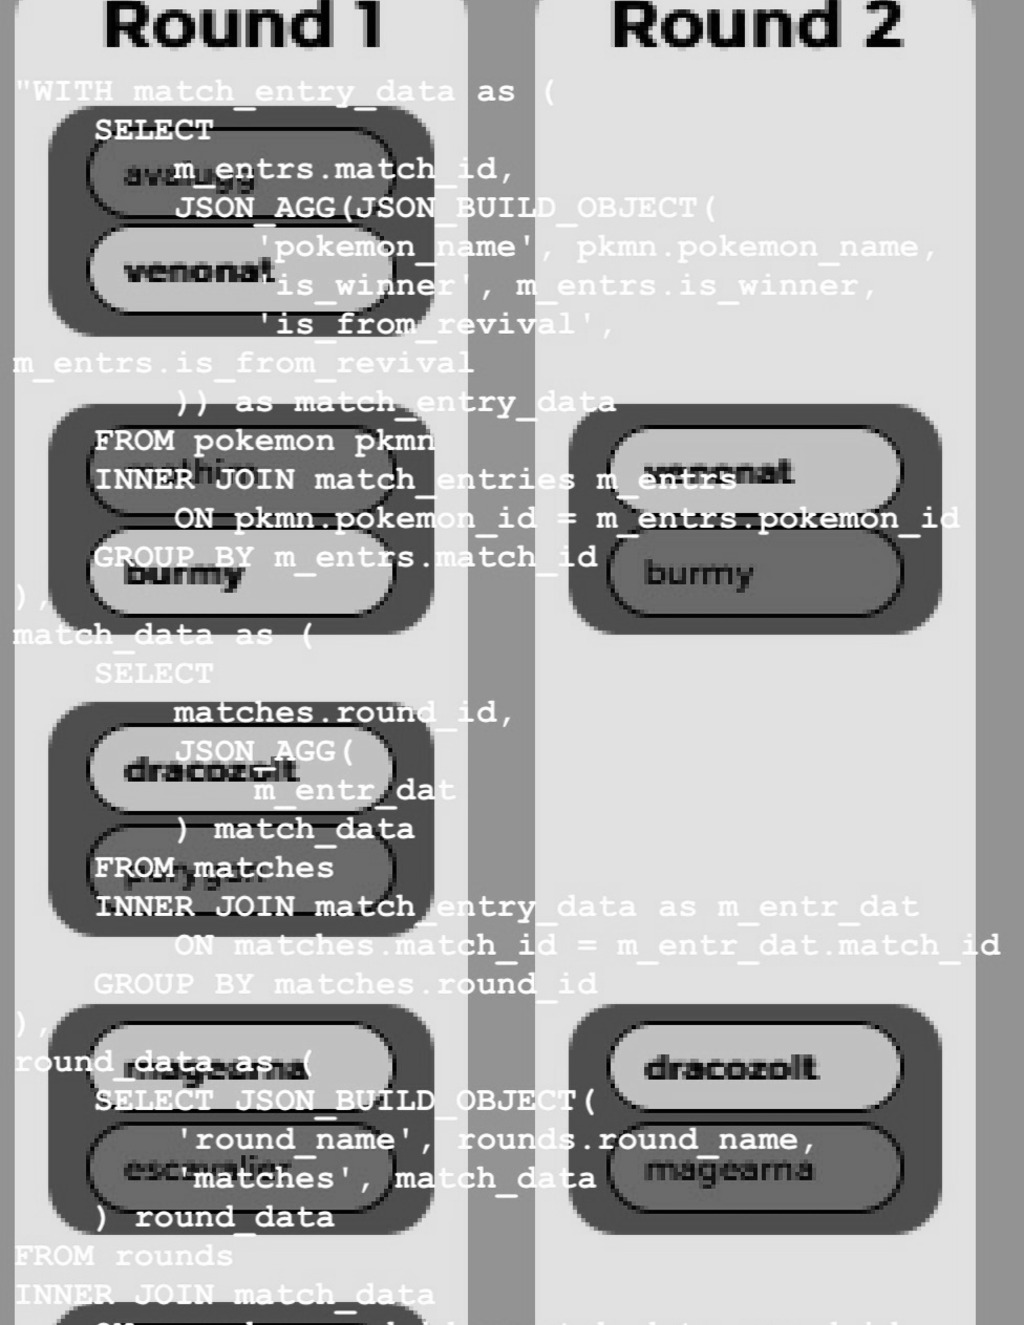 Round 1
Round 2
"WITH match_entry_data as (
SELECT
m_entrs.match_id,
avalugg
JSON_AGG(JSON_BUILD_OBJECT(
'pokemon_name', pkmn.pokemon_name,
venonat
'is_winner', m_entrs.is_winner,
'is_from_revival',
m_entrs.is_from_revival
)) as match_entry_data
FROM pokemon pkmn
venonat
INNER JOIN match_entries m_entrs
ON pkmn.pokemon_id = m_entrs.pokemon_id
GROUP BY m_entrs.match_id
burmy
burmy
),
match_data as (
SELECT
matches.round_id,
JSON_AGG(
dracozolt
m_entr_dat
) match_data
FROM matches
INNER JOIN match_entry_data as m_entr_dat
ON matches.match_id = m_entr_dat.match_id
GROUP BY matches.round_id
),
round_data as (
magearna
dracozolt
SELECT JSON_BUILD_OBJECT(
'round_name', rounds.round_name,
escavalier
magearna
'matches', match_data
) round_data
FROM rounds
INNER JOIN match_data